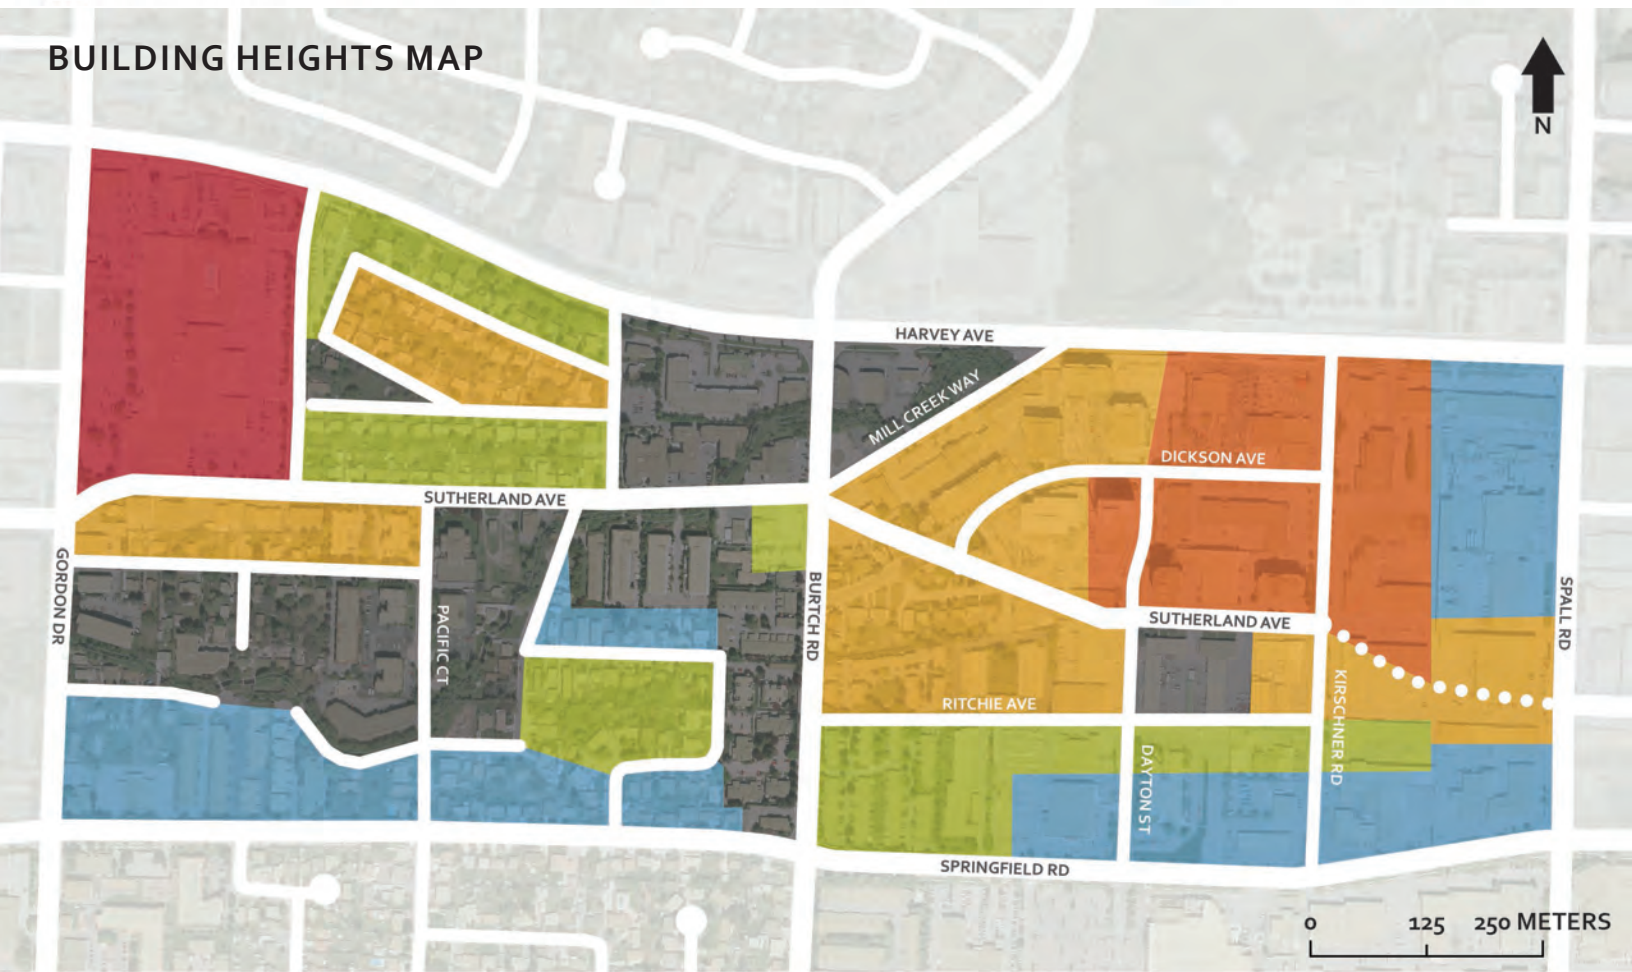 BUILDING HEIGHTS MAP
N
HARVEY AVE
MILL CREEK WAY
DICKSON AVE
SUTHERLAND AVE
GORDON DR
PACIFIC CT
BURTCH RD
SUTHERLAND AVE
SPALL RD
RITCHIE AVE
KIRSCHNER RD
DAYTON ST
SPRINGFIELD RD
0 125 250 METERS